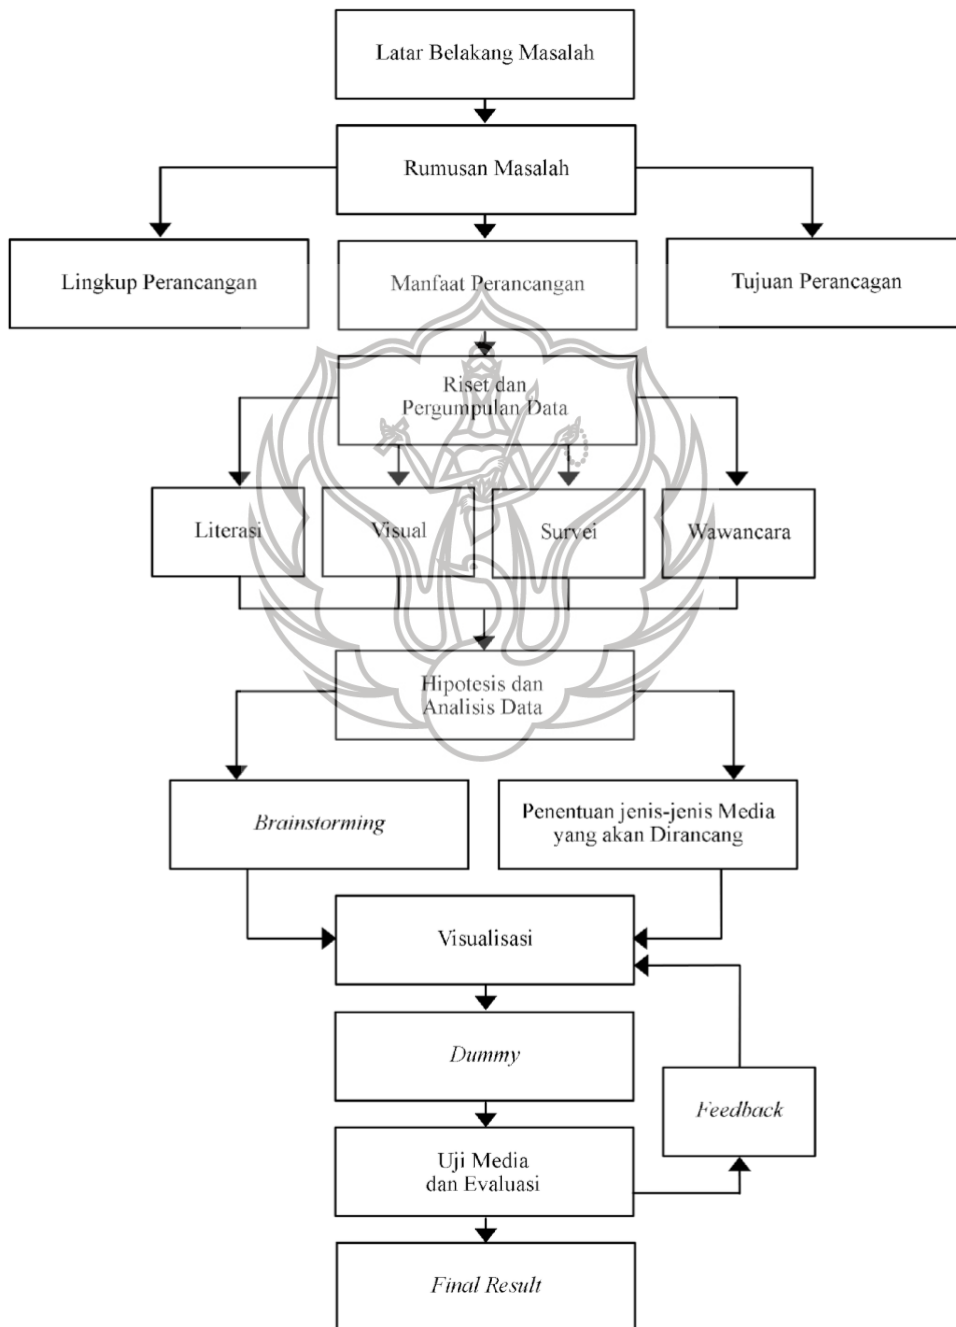 Latar Belakang Masalah
Rumusan Masalah
Lingkup Perancangan
Manfaat Perancangan
Tujuan Perancagan
Riset dan
Pergumpulan Data
Literasi
Visual
Survei
Wawancara
Hipotesis dan
Analisis Data
Brainstorming
Penentuan jenis-jenis Media
yang akan Dirancang
Visualisasi
Dummy
Feedback
Uji Media
dan Evaluasi
Final Result